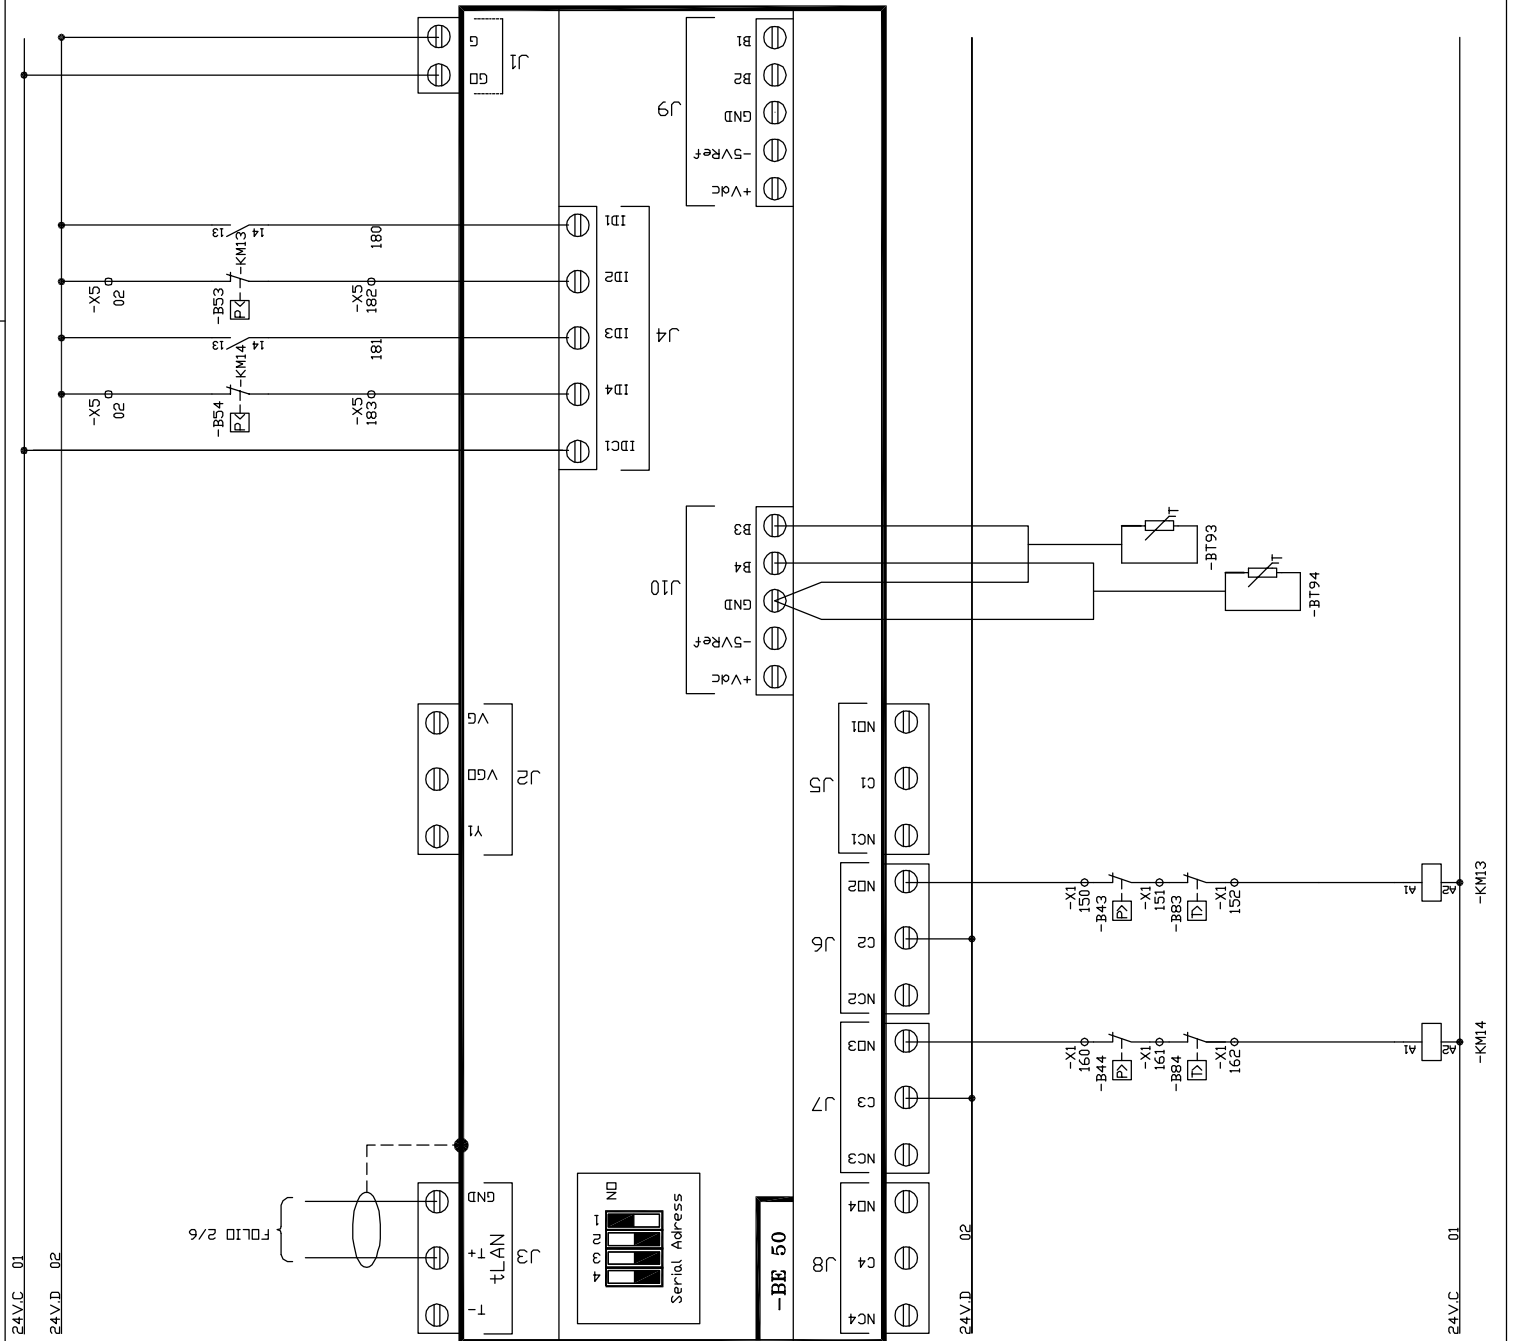 G
G0
J1
B1
B2
GND
-5VRef
+Vdc
J9
13
14
-KM13
180
ID1
-X5
02
-B53
P<
-X5
182
ID2
13
14
-KM14
181
ID3
J4
-X5
02
-B54
P<
-X5
183
ID4
IDC1
B3
B4
GND
-5VRef
+Vdc
J10
T
-BT93
T
-BT94
VG
VG0
Y1
J2
NO1
C1
NC1
J5
NO2
C2
NC2
J6
-X1
150
-B43
P>
-X1
151
-B83
T>
-X1
152
A1
A2
-KM13
NO3
C3
NC3
J7
-X1
160
-B44
P>
-X1
161
-B84
T>
-X1
162
A1
A2
-KM14
FOLIO 2/6
GND
T+
T-
tLAN
J3
NO
1
2
3
4
Serial Adress
-BE 50
NO4
C4
NC4
J8
24V.C 01
24V.D 02
24V.D 02
24V.C 01